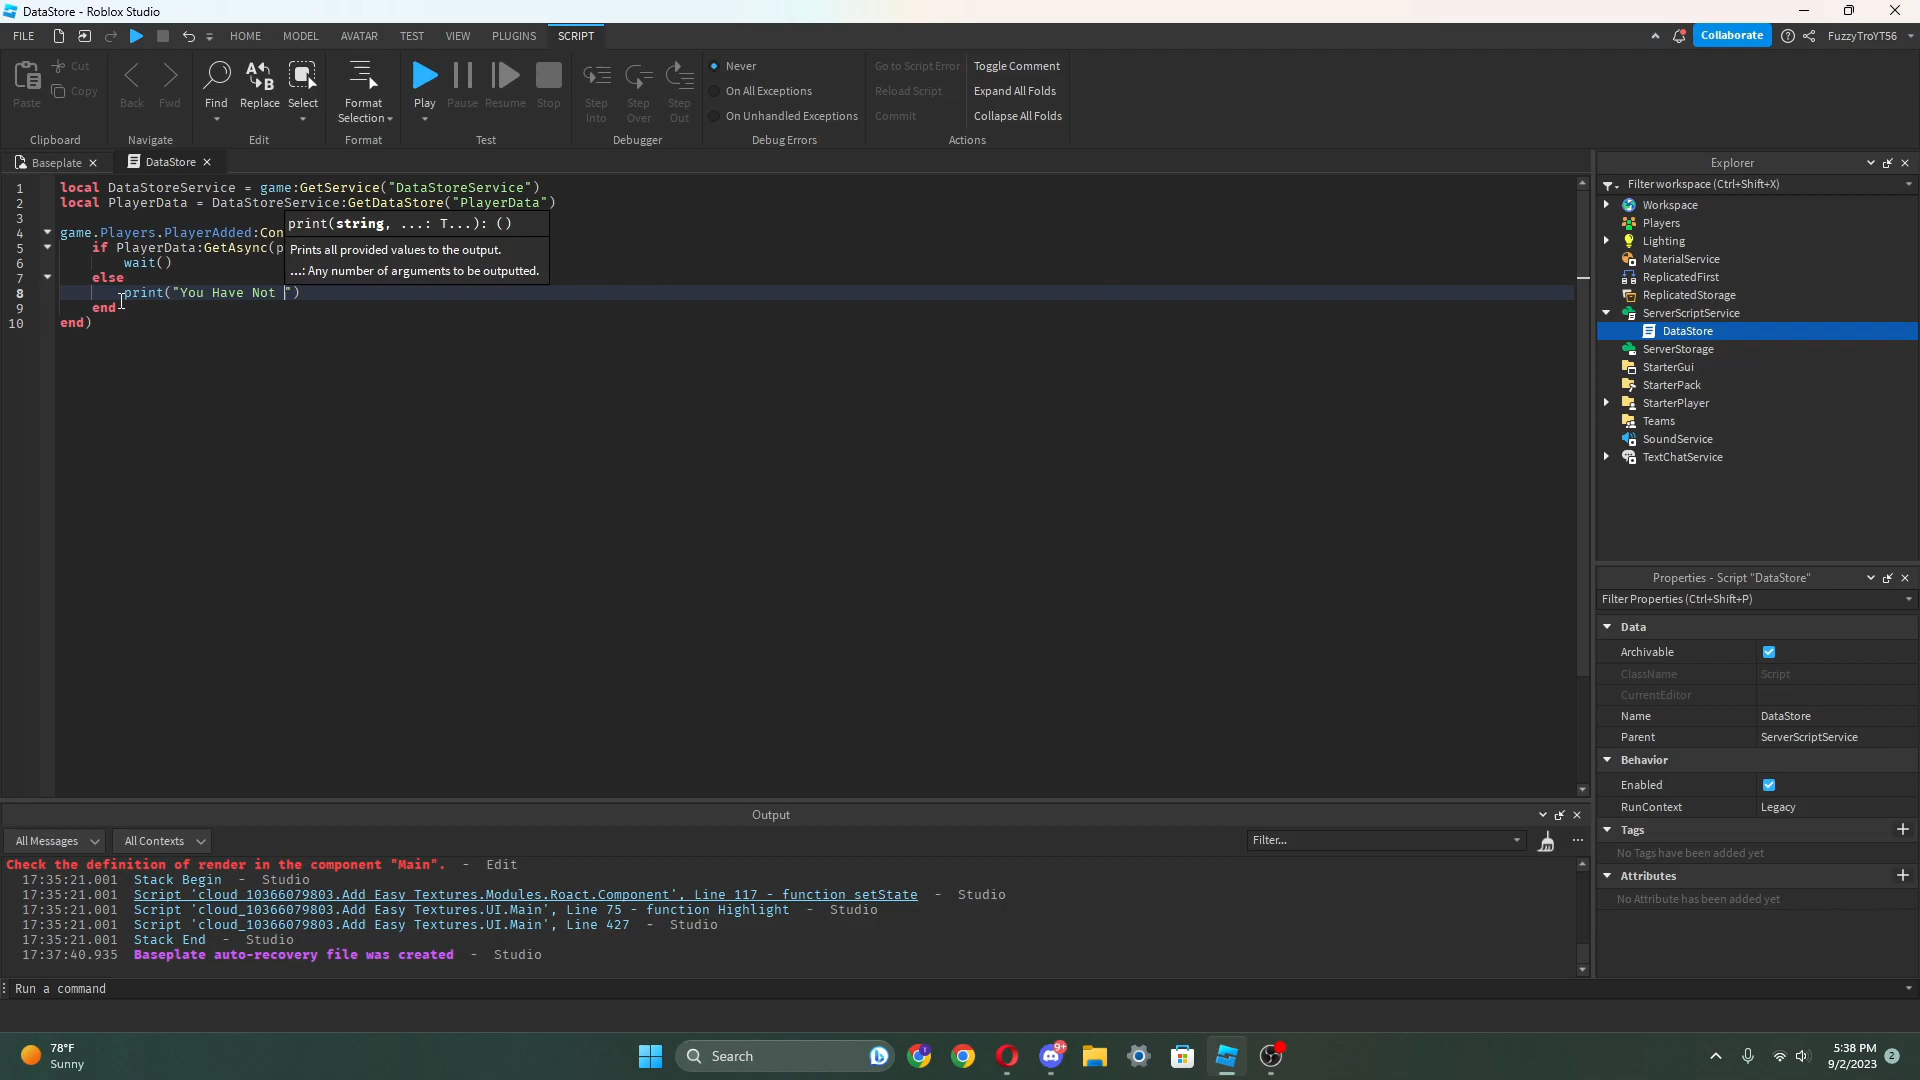 DataStore - Roblox Studio
FILE HOME MODEL AVATAR TEST VIEW PLUGINS SCRIPT Collaborate FuzzyTroYT56
Paste Cut Copy
Clipboard
Back Fwd
Navigate
Find Replace Select
Edit
Format Selection
Format
Play Pause Resume Stop
Test
Step Into Step Over Step Out
Debugger
Never
On All Exceptions
On Unhandled Exceptions
Debug Errors
Go to Script Error Toggle Comment
Reload Script Expand All Folds
Commit Collapse All Folds
Actions
Baseplate DataStore
1 local DataStoreService = game:GetService("DataStoreService")
2 local PlayerData = DataStoreService:GetDataStore("PlayerData")
3
4 game.Players.PlayerAdded:Con
5 if PlayerData:GetAsync(p
6 wait()
7 else
8 print("You Have Not ")
9 end
10 end)
print(string, ...: T...): ()
Prints all provided values to the output.
...: Any number of arguments to be outputted.
Explorer
Filter workspace (Ctrl+Shift+X)
Workspace
Players
Lighting
MaterialService
ReplicatedFirst
ReplicatedStorage
ServerScriptService
DataStore
ServerStorage
StarterGui
StarterPack
StarterPlayer
Teams
SoundService
TextChatService
Properties - Script "DataStore"
Filter Properties (Ctrl+Shift+P)
Data
Archivable
ClassName Script
CurrentEditor
Name DataStore
Parent ServerScriptService
Behavior
Enabled
RunContext Legacy
Tags
No Tags have been added yet
Attributes
No Attribute has been added yet
Output
All Messages All Contexts Filter...
Check the definition of render in the component "Main". - Edit
17:35:21.001 Stack Begin - Studio
17:35:21.001 Script 'cloud_10366079803.Add Easy Textures.Modules.Roact.Component', Line 117 - function setState - Studio
17:35:21.001 Script 'cloud_10366079803.Add Easy Textures.UI.Main', Line 75 - function Highlight - Studio
17:35:21.001 Script 'cloud_10366079803.Add Easy Textures.UI.Main', Line 427 - Studio
17:35:21.001 Stack End - Studio
17:37:40.935 Baseplate auto-recovery file was created - Studio
Run a command
78°F
Sunny
Search
9+
5:38 PM
9/2/2023
2